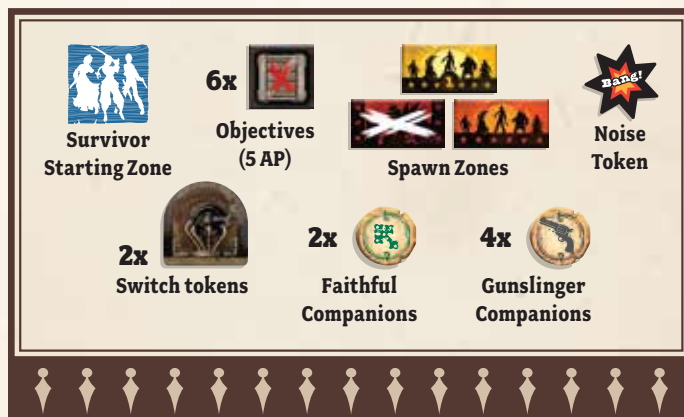 6x
Bang!
Survivor
Starting Zone
Objectives
(5 AP)
Spawn Zones
Noise
Token
2x
Switch tokens
2x
Faithful
Companions
4x
Gunslinger
Companions